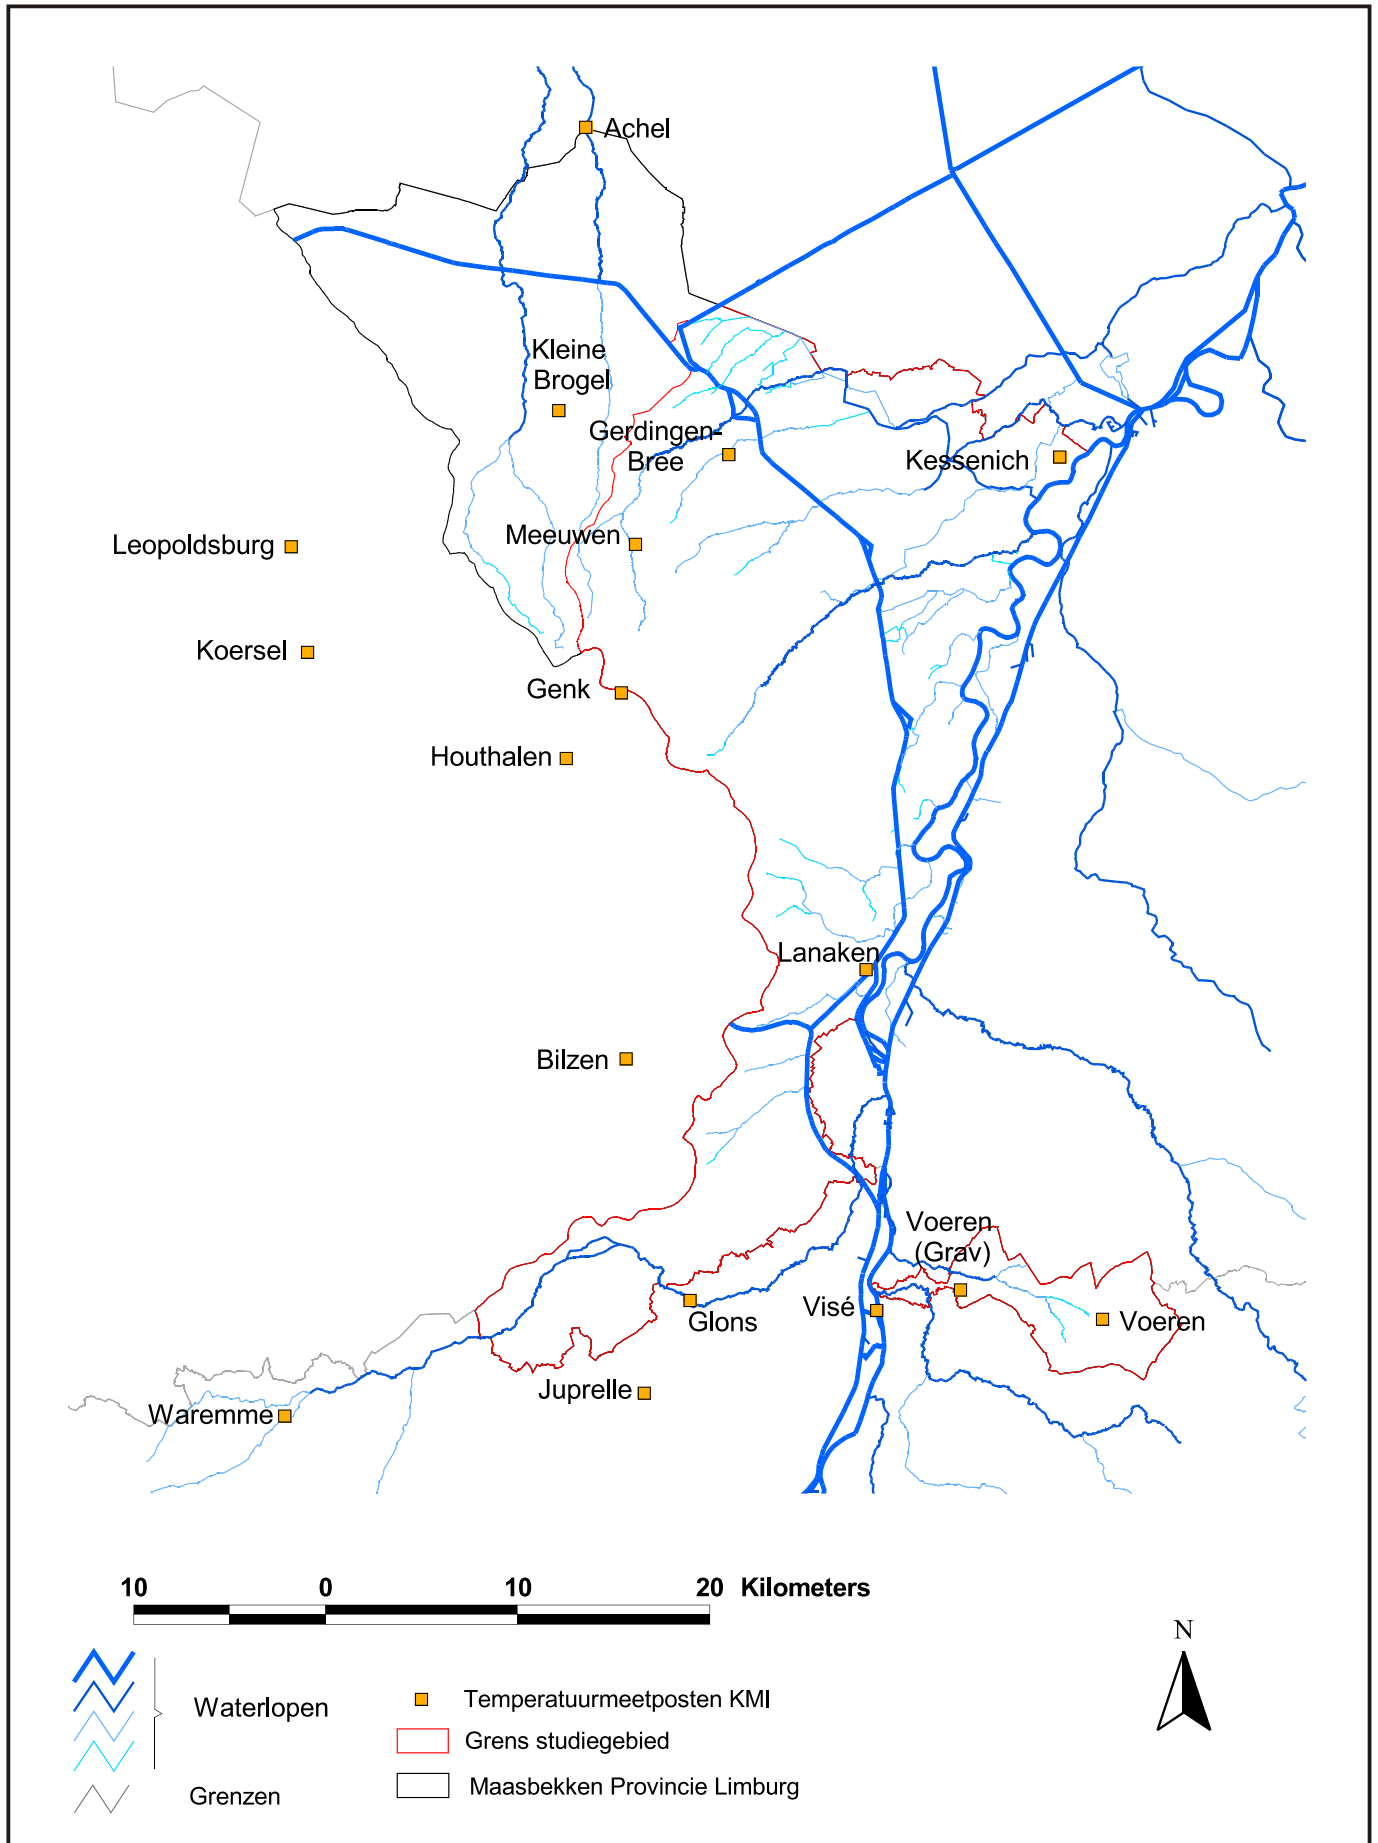 Achel
Kleine
Brogel
Gerdingen-
Bree
Kessenich
Meeuwen
Leopoldsburg
Koersel
Genk
Houthalen
Lanaken
Bilzen
Voeren
(Grav)
Visé
Glons
Voeren
Juprelle
Waremme
10 0 10 20 Kilometers
N
Waterlopen
Temperatuurmeetposten KMI
Grens studiegebied
Maasbekken Provincie Limburg
Grenzen